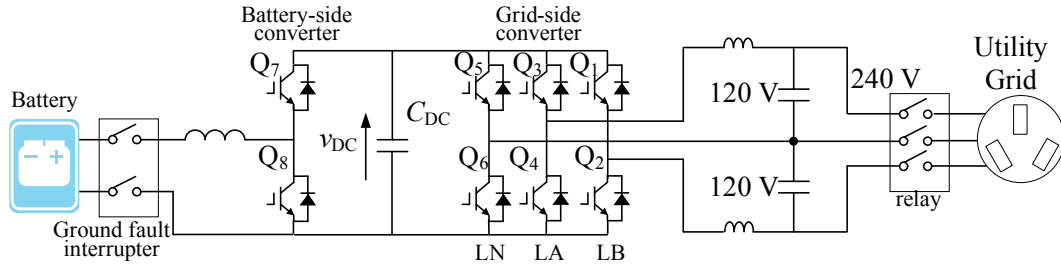 Battery-side
converter
Grid-side
converter
Utility
Grid
Q7
Q5
Q3
Q1
240 V
Battery
120 V
CDC
vDC
Q8
Q6
Q4
Q2
120 V
relay
Ground fault
interrupter
LN
LA
LB